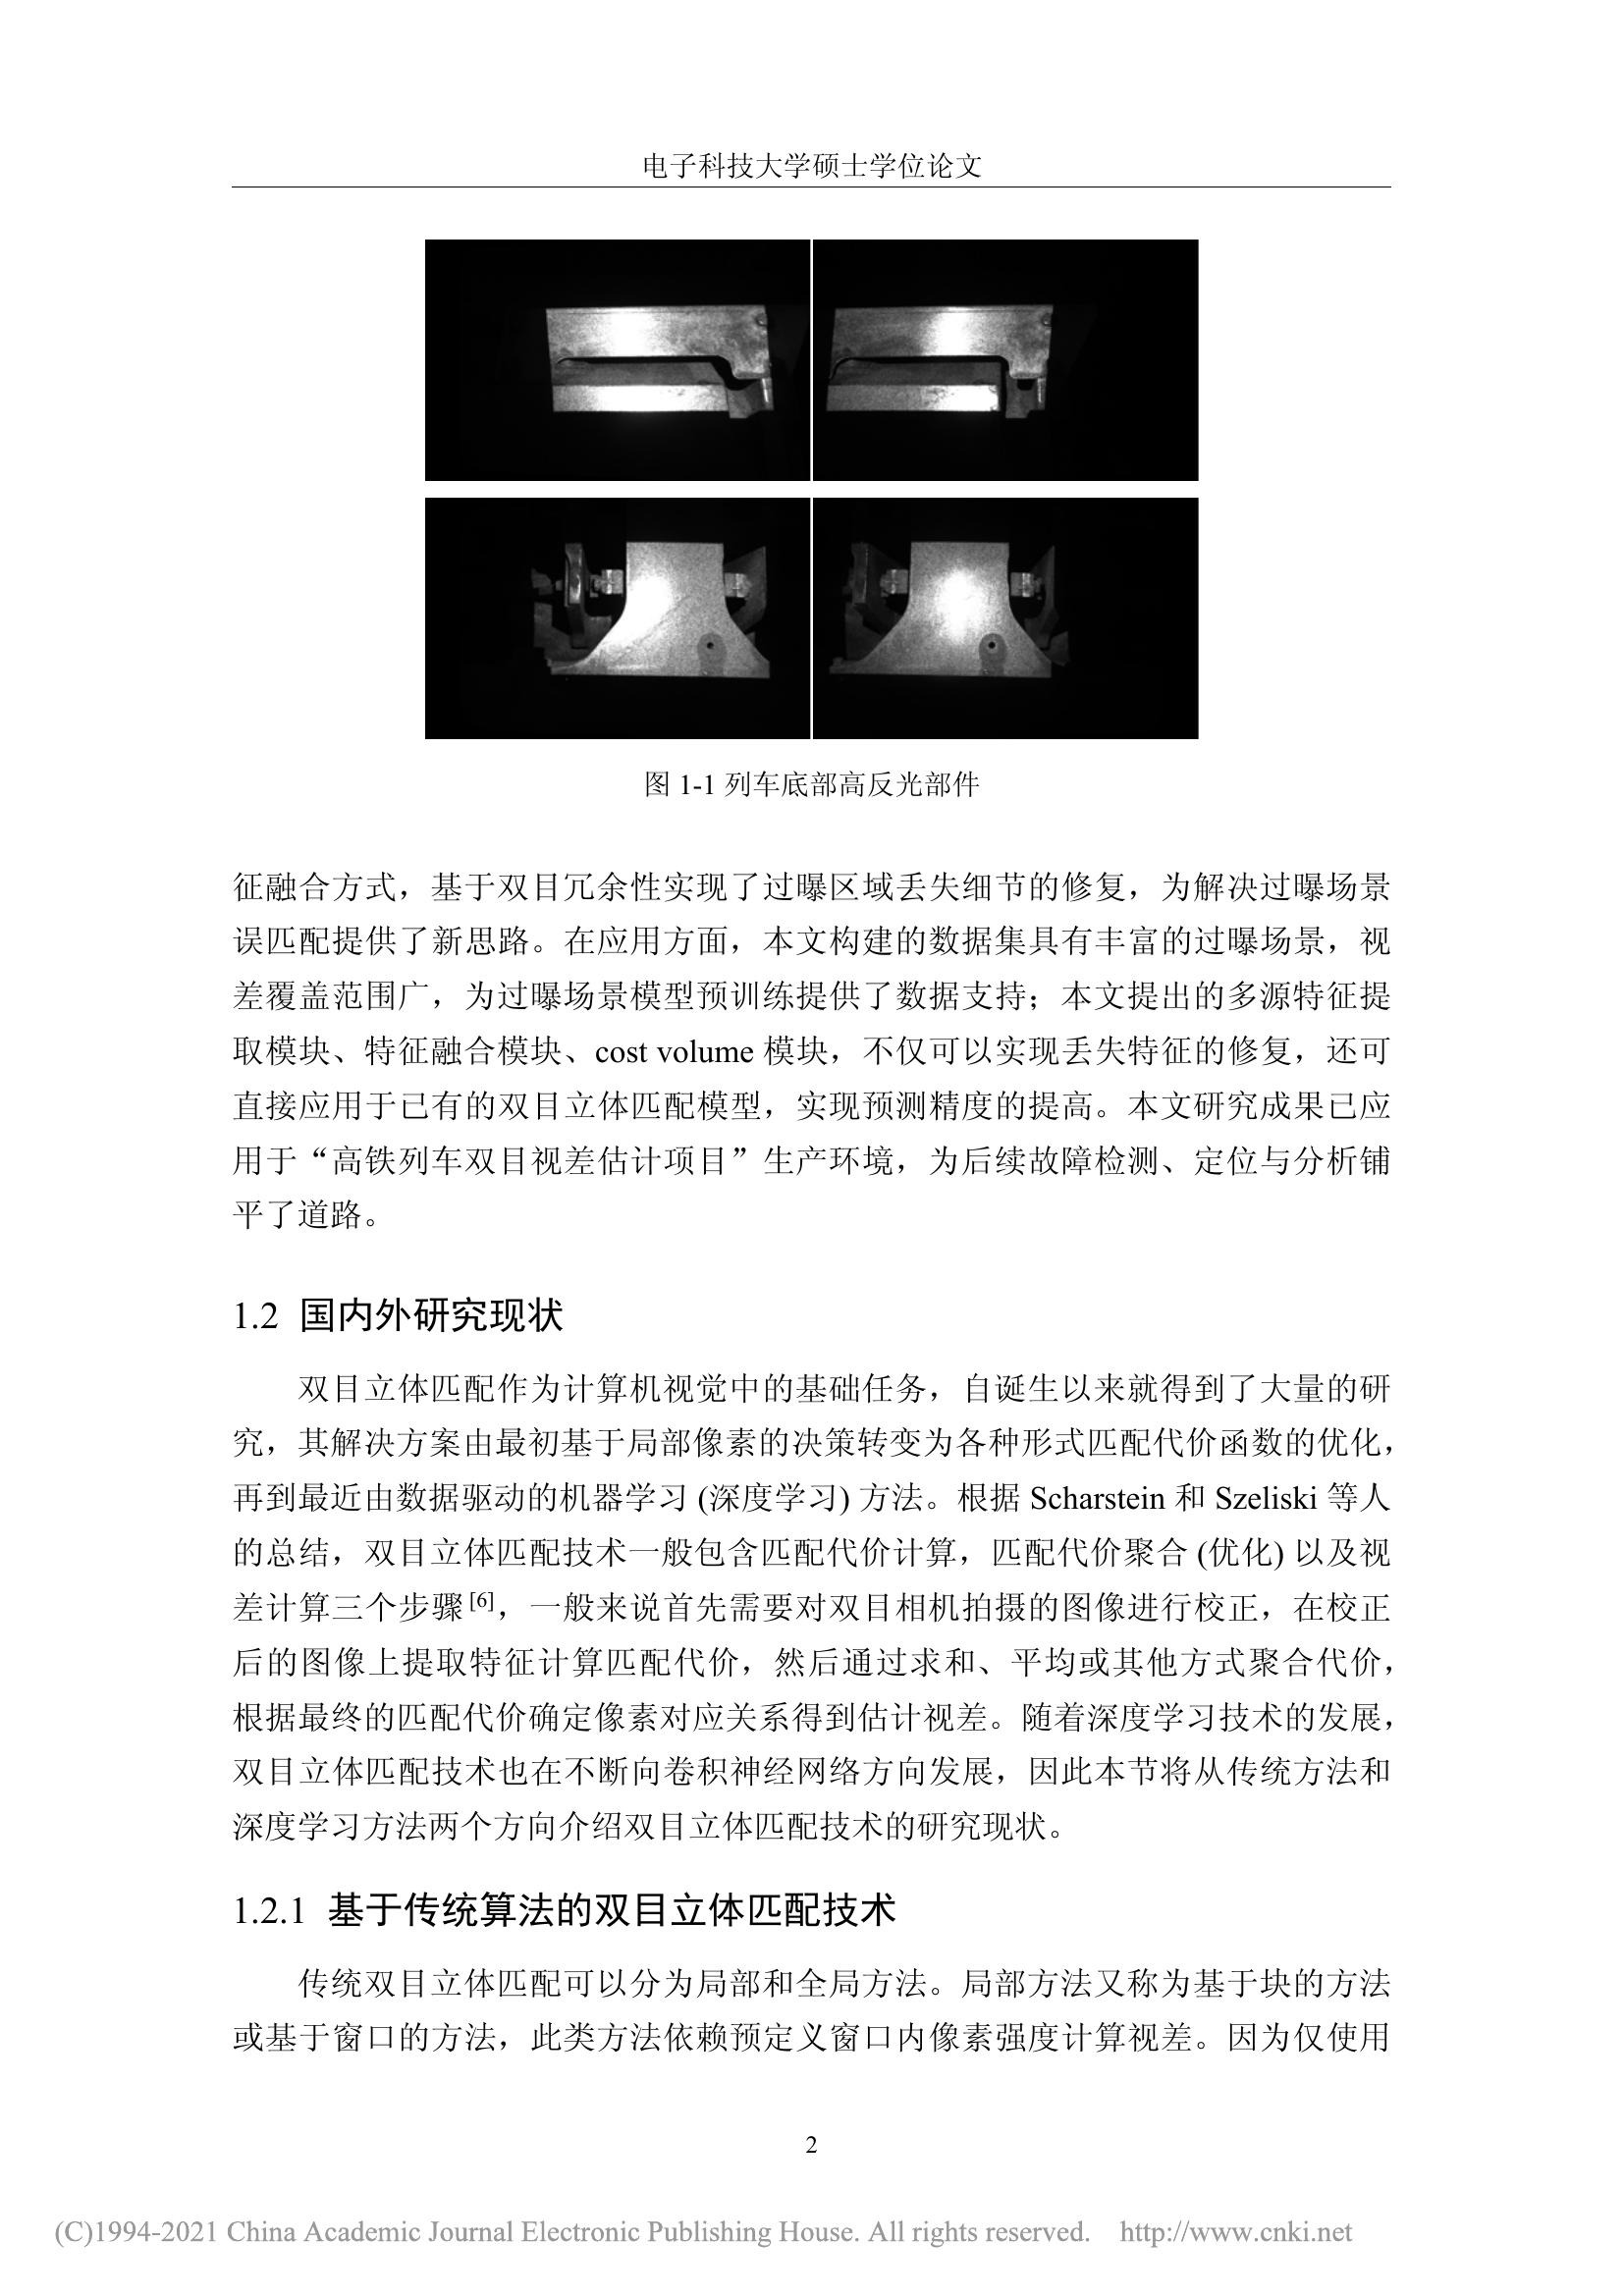 电子科技大学硕士学位论文
图 1-1 列车底部高反光部件
征融合方式，基于双目冗余性实现了过曝区域丢失细节的修复，为解决过曝场景
误匹配提供了新思路。在应用方面，本文构建的数据集具有丰富的过曝场景，视
差覆盖范围广，为过曝场景模型预训练提供了数据支持；本文提出的多源特征提
取模块、特征融合模块、cost volume 模块，不仅可以实现丢失特征的修复，还可
直接应用于已有的双目立体匹配模型，实现预测精度的提高。本文研究成果已应
用于“高铁列车双目视差估计项目”生产环境，为后续故障检测、定位与分析铺
平了道路。
1.2 国内外研究现状
双目立体匹配作为计算机视觉中的基础任务，自诞生以来就得到了大量的研
究，其解决方案由最初基于局部像素的决策转变为各种形式匹配代价函数的优化，
再到最近由数据驱动的机器学习 (深度学习) 方法。根据 Scharstein 和 Szeliski 等人
的总结，双目立体匹配技术一般包含匹配代价计算，匹配代价聚合 (优化) 以及视
差计算三个步骤[6]，一般来说首先需要对双目相机拍摄的图像进行校正，在校正
后的图像上提取特征计算匹配代价，然后通过求和、平均或其他方式聚合代价，
根据最终的匹配代价确定像素对应关系得到估计视差。随着深度学习技术的发展，
双目立体匹配技术也在不断向卷积神经网络方向发展，因此本节将从传统方法和
深度学习方法两个方向介绍双目立体匹配技术的研究现状。
1.2.1 基于传统算法的双目立体匹配技术
传统双目立体匹配可以分为局部和全局方法。局部方法又称为基于块的方法
或基于窗口的方法，此类方法依赖预定义窗口内像素强度计算视差。因为仅使用
2
(C)1994-2021 China Academic Journal Electronic Publishing House. All rights reserved. http://www.cnki.net